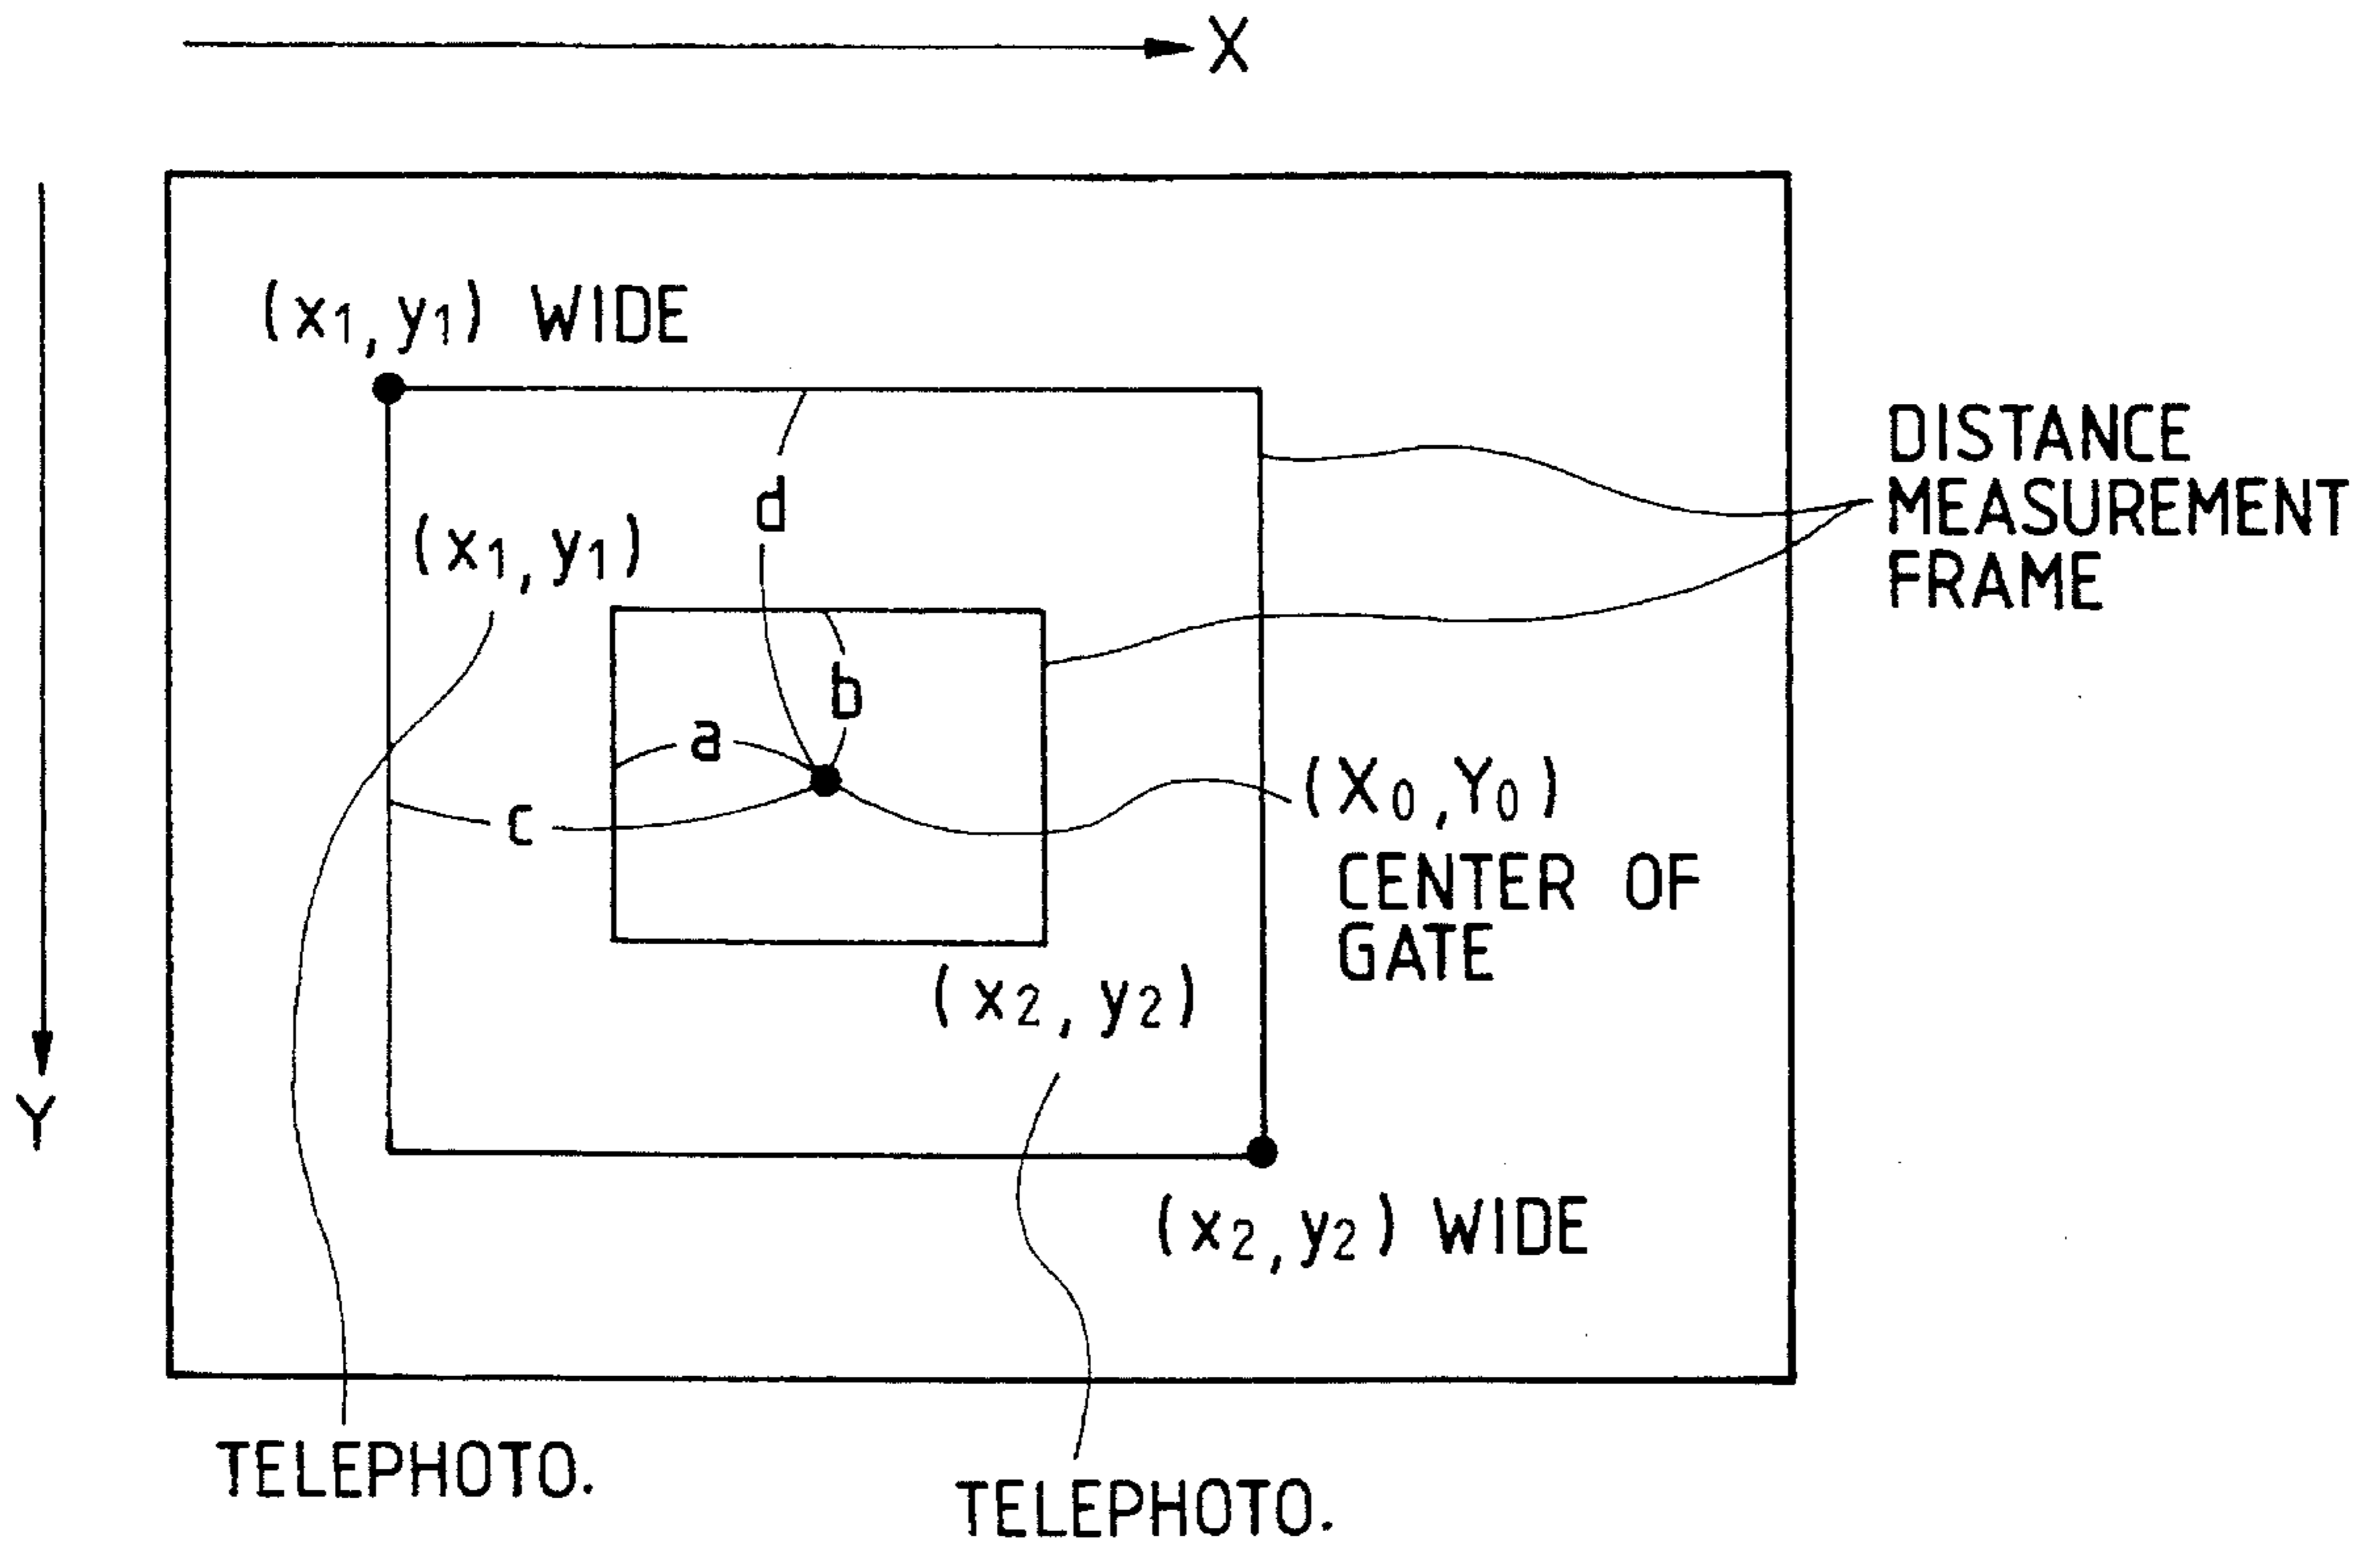 X
(x1, y1) WIDE
d
(x1, y1)
DISTANCE
MEASUREMENT
FRAME
b
a
c
(X0, Y0)
CENTER OF
GATE
(x2, y2)
Y
(x2, y2) WIDE
TELEPHOTO.
TELEPHOTO.